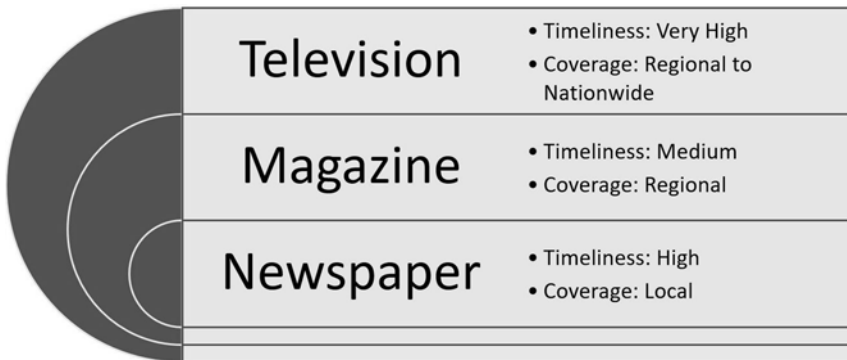 Television
• Timeliness: Very High
• Coverage: Regional to
Nationwide
Magazine
• Timeliness: Medium
• Coverage: Regional
Newspaper
• Timeliness: High
• Coverage: Local